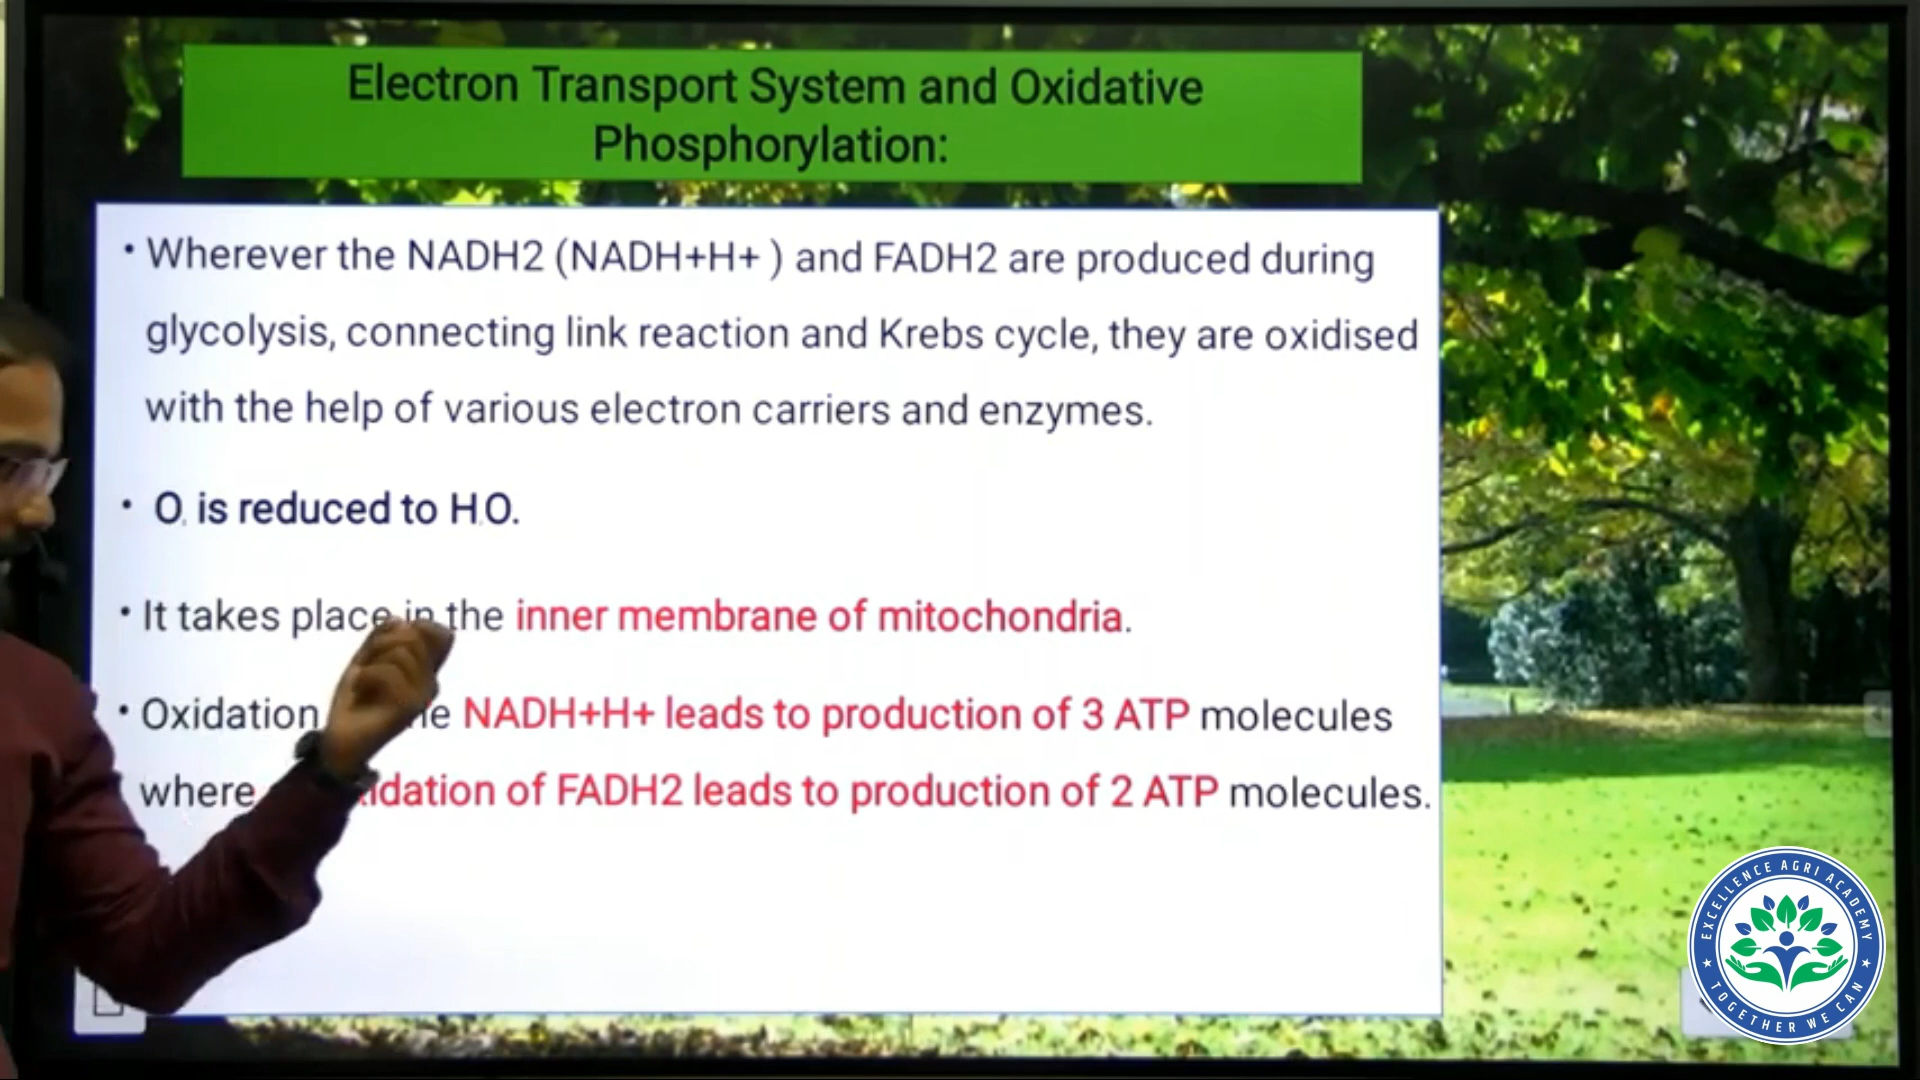 Electron Transport System and Oxidative
Phosphorylation:
• Wherever the NADH2 (NADH+H+ ) and FADH2 are produced during
glycolysis, connecting link reaction and Krebs cycle, they are oxidised
with the help of various electron carriers and enzymes.
• O is reduced to H O.
• It takes place in the inner membrane of mitochondria.
• Oxidation NADH+H+ leads to production of 3 ATP molecules
where of FADH2 leads to production of 2 ATP molecules.
EXCELLENCE AGRI ACADEMY
★ TOGETHER WE CAN ★